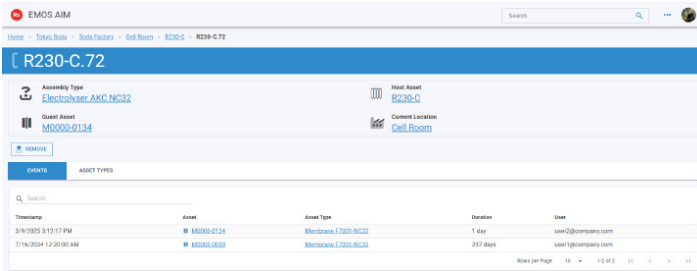 R2 EMOS AIM Search
Home > Tokyo Soda > Soda Factory > Cell Room > R230-C > R230-C.72
R230-C.72
Assembly Type Host Asset
Electrolyser AKC NC32 R230-C
Guest Asset Current Location
M0000-0134 Cell Room
REMOVE
EVENTS ASSET TYPES
Search
Timestamp Asset Asset Type Duration User
3/9/2025 3:12:17 PM M0000-0134 Membrane F7001-NC32 1 day user2@company.com
7/16/2024 12:20:00 AM M0000-0059 Membrane F7001-NC32 237 days user1@company.com
Rows per Page 10 1-2 of 2